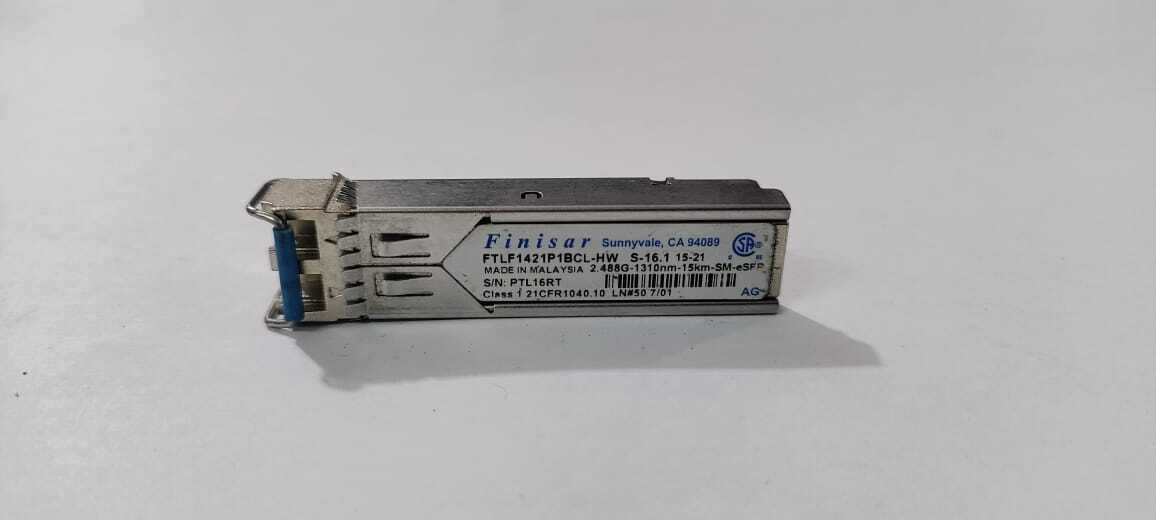 Finisar Sunnyvale, CA 94089
FTLF1421P1BCL-HW S-16.1 15-21
MADE IN MALAYSIA 2.488G-1310nm-15km-SM-eSFP
S/N: PTL16RT
Class 1 21CFR1040.10 LN#50 7/01 AG
SA ®